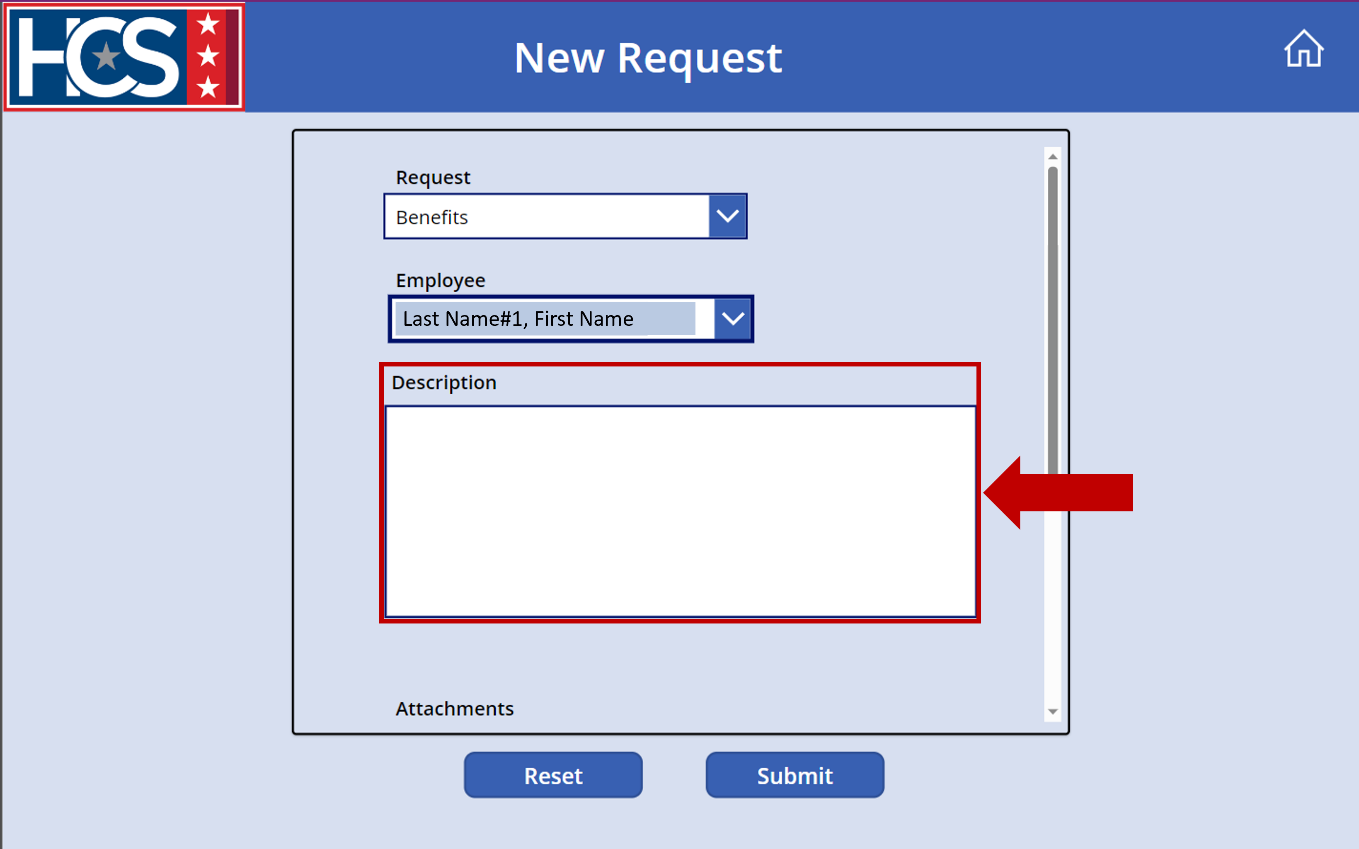 HCS
New Request
Request
Benefits
Employee
Last Name#1, First Name
Description
Attachments
Reset
Submit